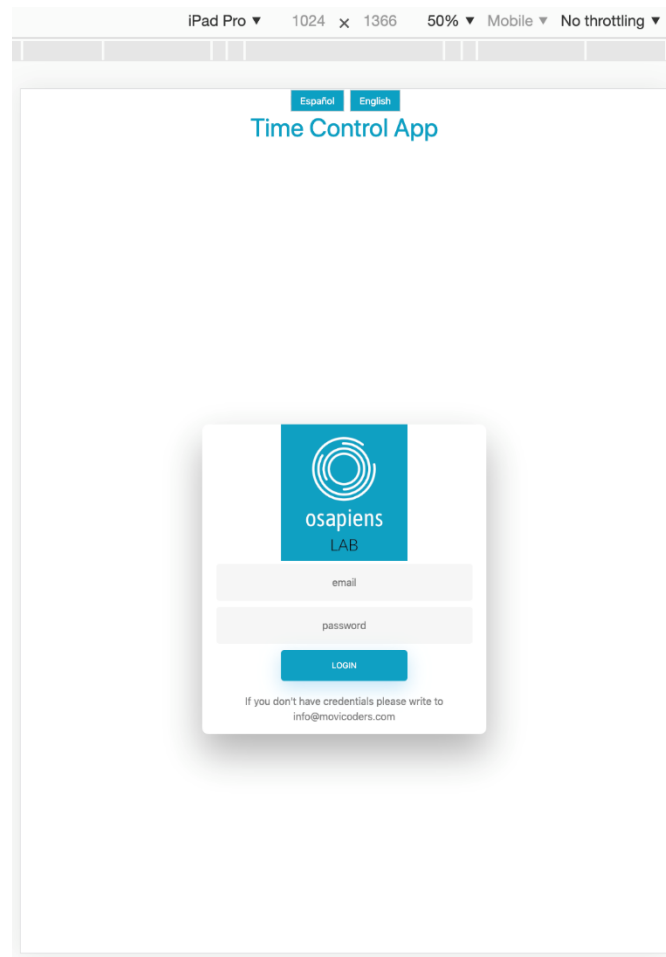 iPad Pro ▼ 1024 × 1366 50% ▼ Mobile ▼ No throttling ▼
Español English
Time Control App
osapiens
LAB
email
password
LOGIN
If you don't have credentials please write to
info@movicoders.com